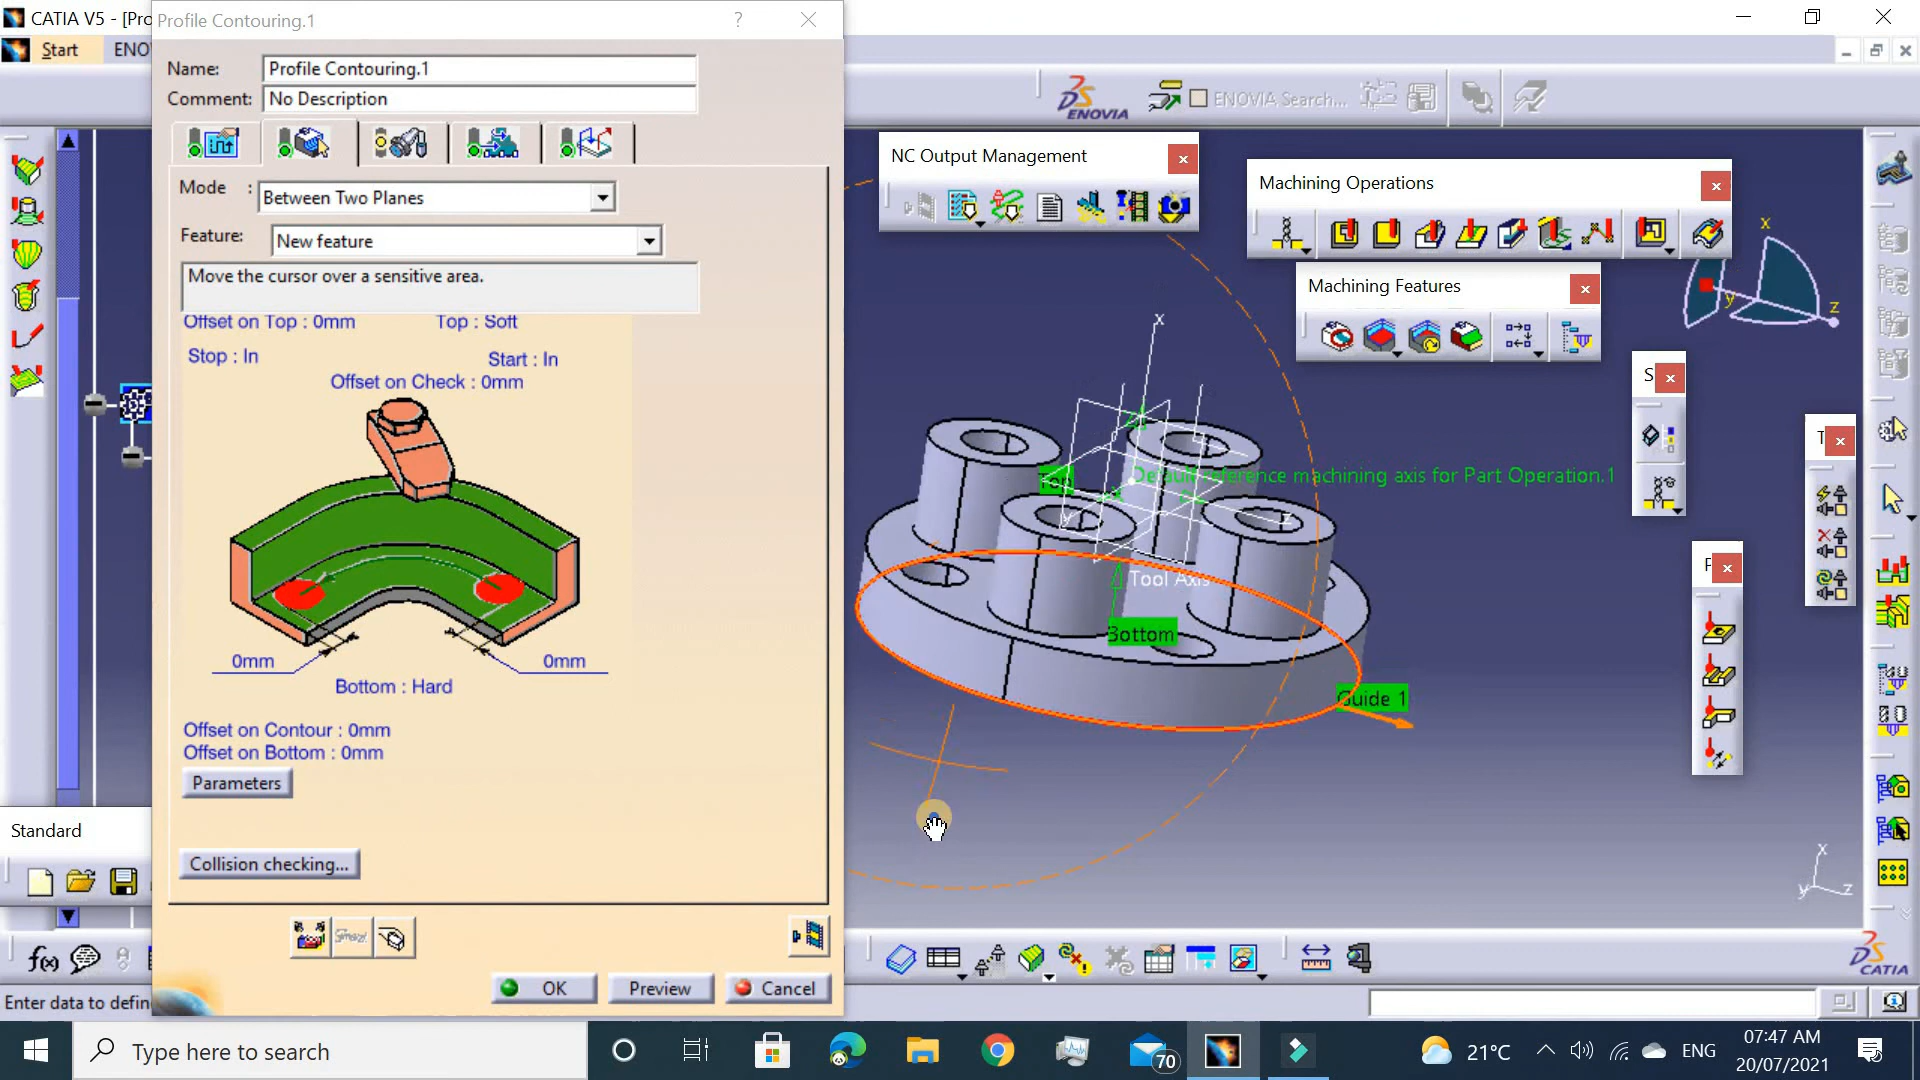 CATIA V5 - [Pro
Profile Contouring.1
?
Start
ENO
Name:
Profile Contouring.1
Comment:
No Description
ENOVIA
ENOVIA Search...
NC Output Management
Machining Operations
Machining Features
Mode :
Between Two Planes
Feature:
New feature
Move the cursor over a sensitive area.
Offset on Top : 0mm
Top : Soft
Stop : In
Start : In
Offset on Check : 0mm
0mm
0mm
Bottom : Hard
Offset on Contour : 0mm
Offset on Bottom : 0mm
Parameters
Collision checking...
Smart
OK
Preview
Cancel
x
y
z
x
Top
Default reference machining axis for Part Operation.1
y
z
Tool Axis
Bottom
Guide 1
S
T
F
x
y
z
Standard
f(x)
Enter data to defin
CATIA
Type here to search
70
21°C
ENG
07:47 AM
20/07/2021